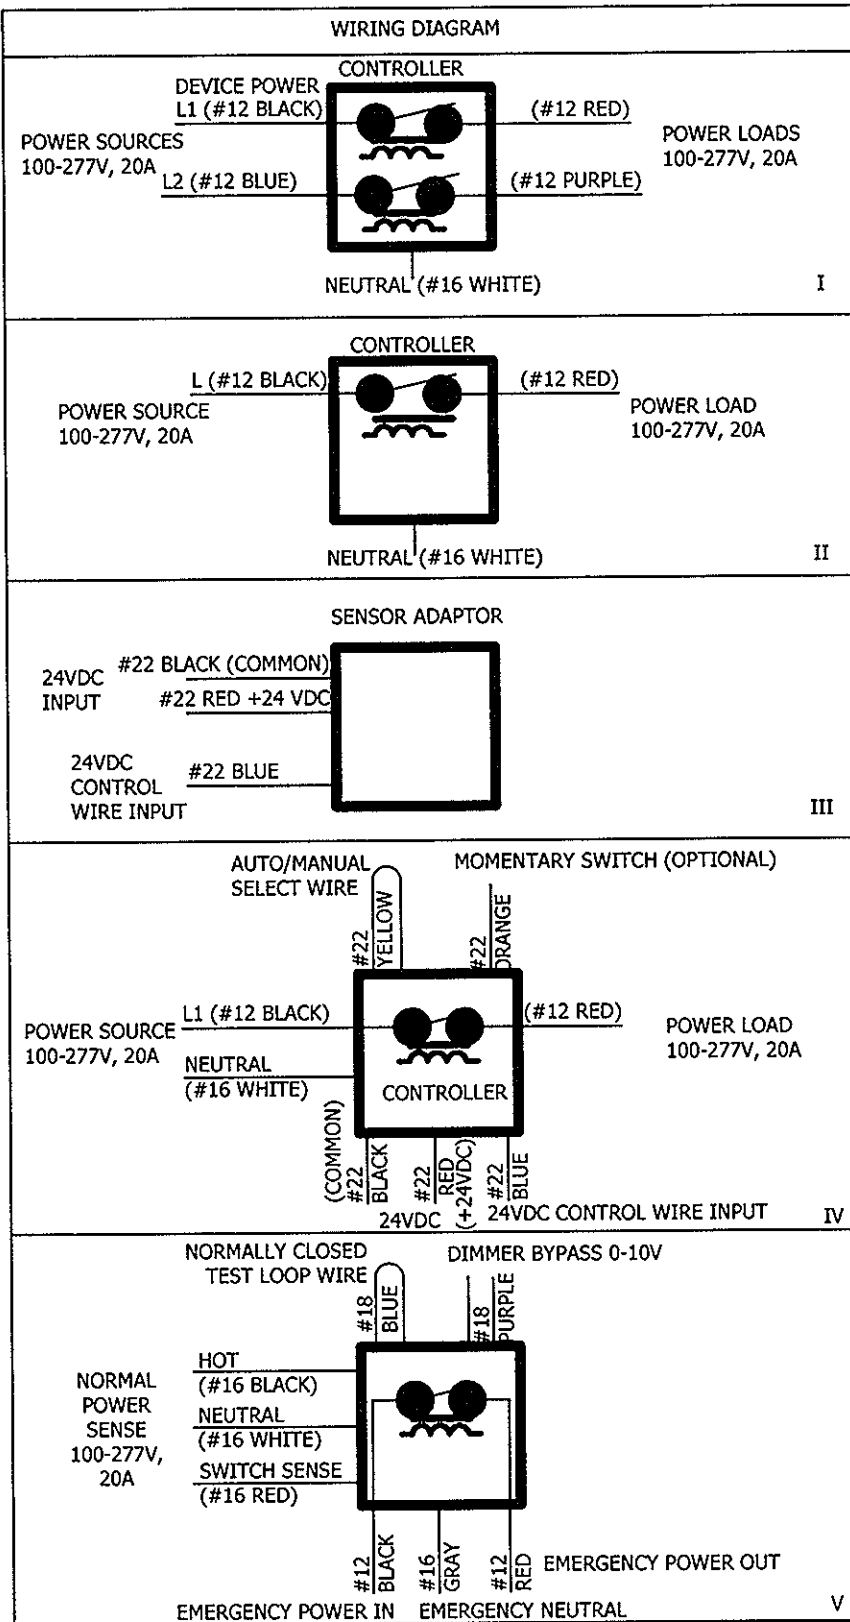 WIRING DIAGRAM
CONTROLLER
DEVICE POWER
L1 (#12 BLACK)
(#12 RED)
POWER SOURCES
100-277V, 20A
POWER LOADS
100-277V, 20A
L2 (#12 BLUE)
(#12 PURPLE)
NEUTRAL (#16 WHITE)
I
CONTROLLER
L (#12 BLACK)
(#12 RED)
POWER SOURCE
100-277V, 20A
POWER LOAD
100-277V, 20A
NEUTRAL (#16 WHITE)
II
SENSOR ADAPTOR
24VDC
INPUT
#22 BLACK (COMMON)
#22 RED +24 VDC
24VDC
CONTROL
WIRE INPUT
#22 BLUE
III
AUTO/MANUAL
SELECT WIRE
MOMENTARY SWITCH (OPTIONAL)
#22
YELLOW
#22
ORANGE
L1 (#12 BLACK)
(#12 RED)
POWER SOURCE
100-277V, 20A
POWER LOAD
100-277V, 20A
NEUTRAL
(#16 WHITE)
CONTROLLER
(COMMON)
#22
BLACK
#22
RED
(+24VDC)
#22
BLUE
24VDC
24VDC CONTROL WIRE INPUT
IV
NORMALLY CLOSED
TEST LOOP WIRE
DIMMER BYPASS 0-10V
#18
BLUE
#18
PURPLE
NORMAL
POWER
SENSE
100-277V,
20A
HOT
(#16 BLACK)
NEUTRAL
(#16 WHITE)
SWITCH SENSE
(#16 RED)
#12
BLACK
#16
GRAY
#12
RED
EMERGENCY POWER OUT
EMERGENCY POWER IN
EMERGENCY NEUTRAL
V